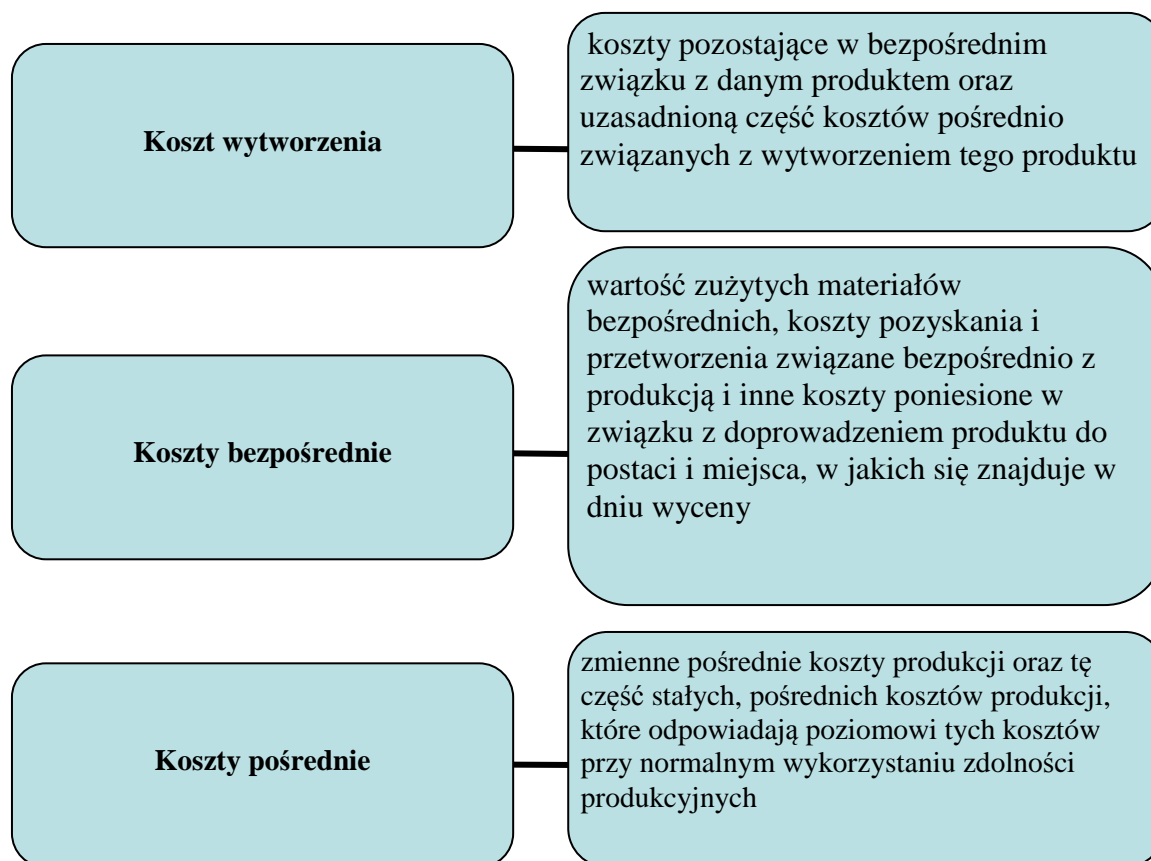 Koszt wytworzenia
koszty pozostające w bezpośrednim
związku z danym produktem oraz
uzasadnioną część kosztów pośrednio
związanych z wytworzeniem tego produktu
Koszty bezpośrednie
wartość zużytych materiałów
bezpośrednich, koszty pozyskania i
przetworzenia związane bezpośrednio z
produkcją i inne koszty poniesione w
związku z doprowadzeniem produktu do
postaci i miejsca, w jakich się znajduje w
dniu wyceny
Koszty pośrednie
zmienne pośrednie koszty produkcji oraz tę
część stałych, pośrednich kosztów produkcji,
które odpowiadają poziomowi tych kosztów
przy normalnym wykorzystaniu zdolności
produkcyjnych